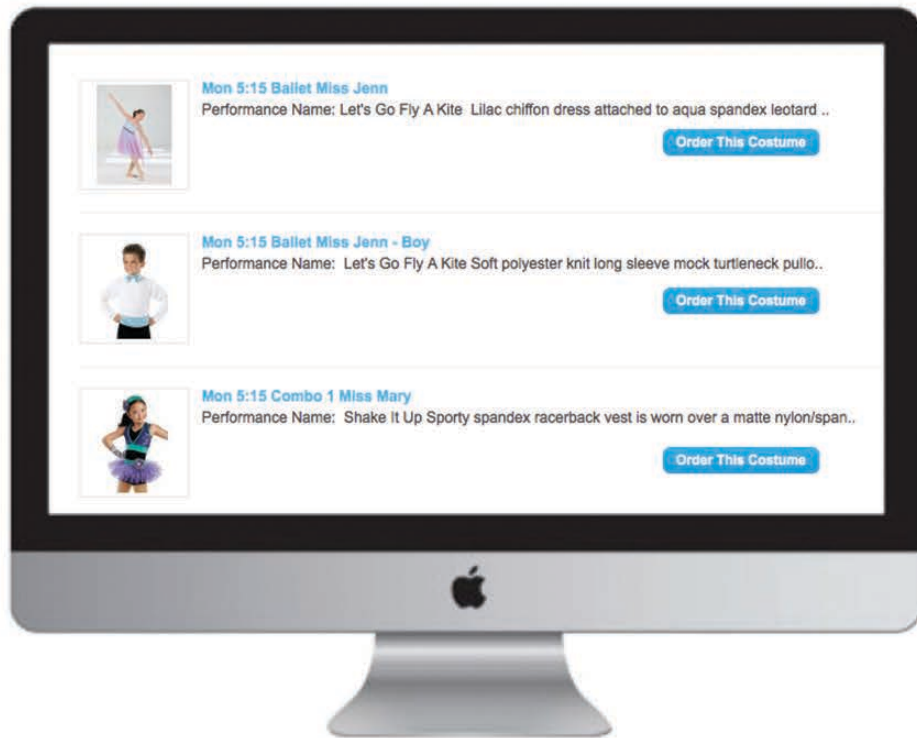 Mon 5:15 Ballet Miss Jenn
Performance Name: Let's Go Fly A Kite Lilac chiffon dress attached to aqua spandex leotard ..
Order This Costume
Mon 5:15 Ballet Miss Jenn - Boy
Performance Name: Let's Go Fly A Kite Soft polyester knit long sleeve mock turtleneck pullo..
Order This Costume
Mon 5:15 Combo 1 Miss Mary
Performance Name: Shake It Up Sporty spandex racerback vest is worn over a matte nylon/span..
Order This Costume